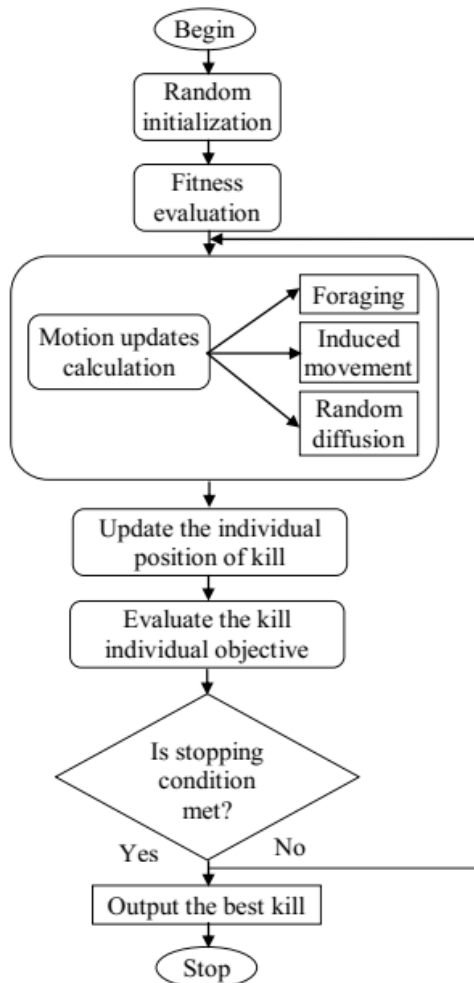 Begin
Random
initialization
Fitness
evaluation
Motion updates
calculation
Foraging
Induced
movement
Random
diffusion
Update the individual
position of kill
Evaluate the kill
individual objective
Is stopping
condition
met?
Yes
No
Output the best kill
Stop